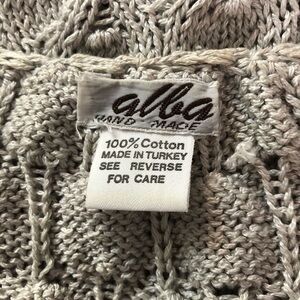 alba
HAND MADE
100% Cotton
MADE IN TURKEY
SEE REVERSE
FOR CARE